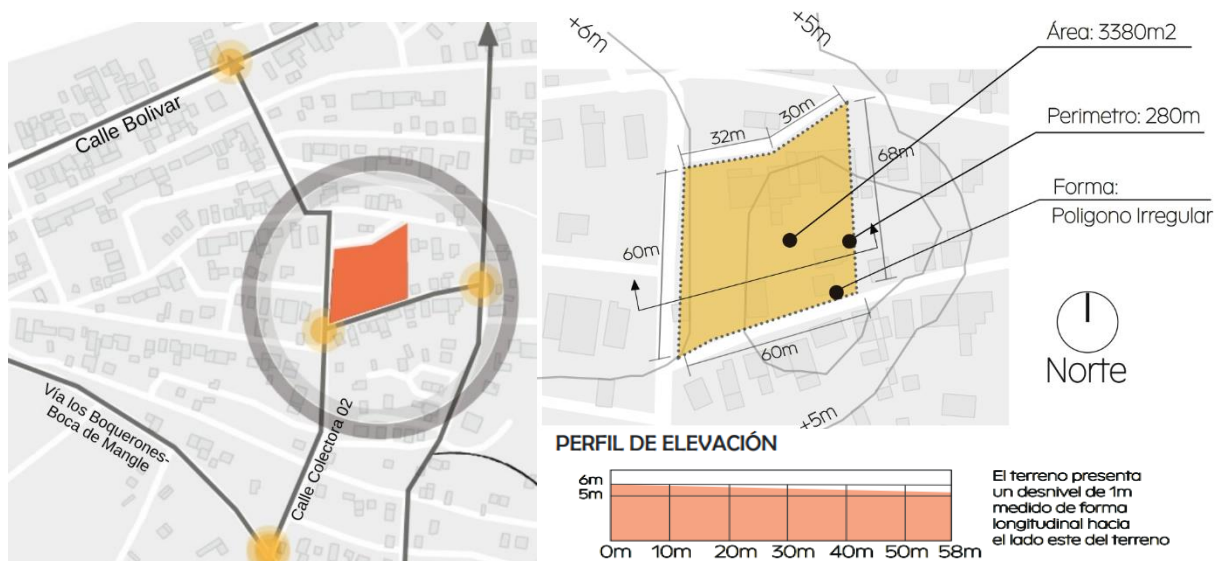 Calle Bolivar
Vía los Boquerones-
Boca de Mangle
Calle Colectora 02
+6m
+5m
32m
30m
68m
60m
60m
+5m
Área: 3380m2
Perimetro: 280m
Forma:
Poligono Irregular
Norte
PERFIL DE ELEVACIÓN
6m
5m
0m
10m
20m
30m
40m
50m
58m
El terreno presenta
un desnivel de 1m
medido de forma
longitudinal hacia
el lado este del terreno